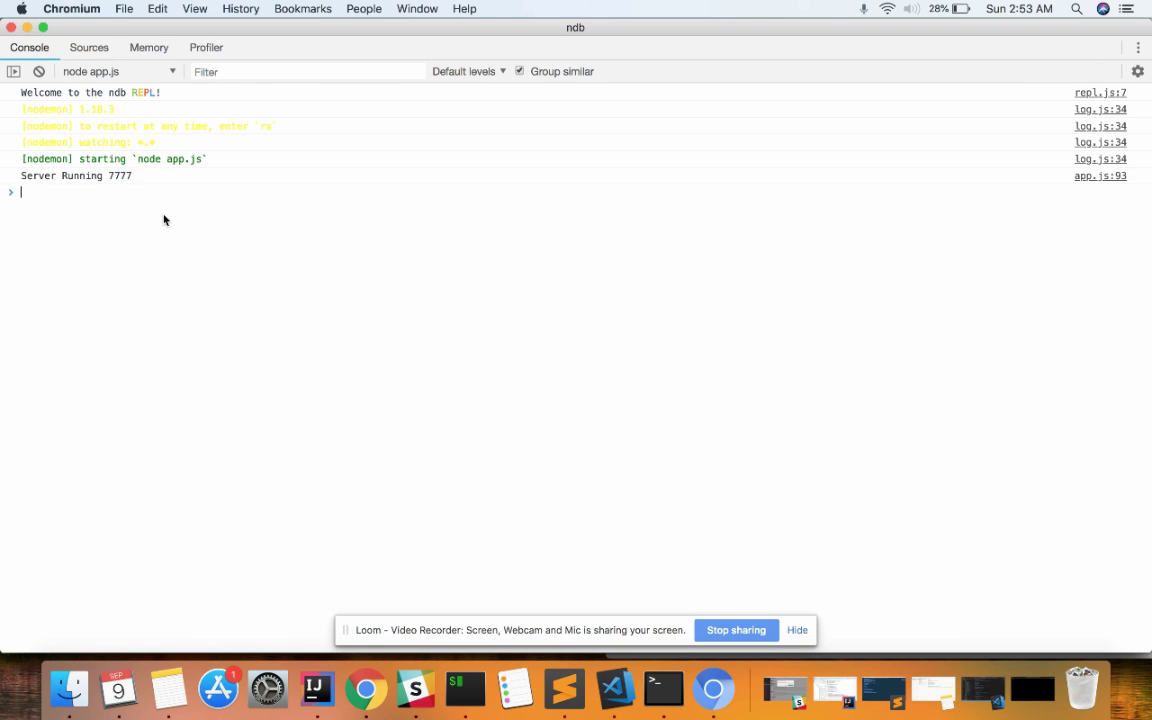 Chromium File Edit View History Bookmarks People Window Help 28% Sun 2:53 AM
ndb
Console Sources Memory Profiler
node app.js Filter Default levels Group similar
Welcome to the ndb REPL! repl.js:7
[nodemon] 1.18.3 log.js:34
[nodemon] to restart at any time, enter `rs` log.js:34
[nodemon] watching: *.* log.js:34
[nodemon] starting `node app.js` log.js:34
Server Running 7777 app.js:93
Loom - Video Recorder: Screen, Webcam and Mic is sharing your screen. Stop sharing Hide
SEP
9
1
IJ
S
$
>_